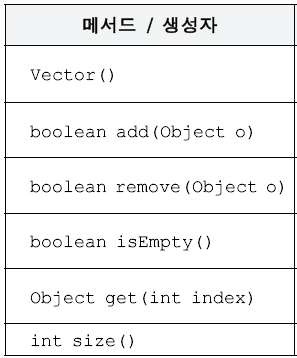 메서드 / 생성자
Vector()
boolean add(Object o)
boolean remove(Object o)
boolean isEmpty()
Object get(int index)
int size()